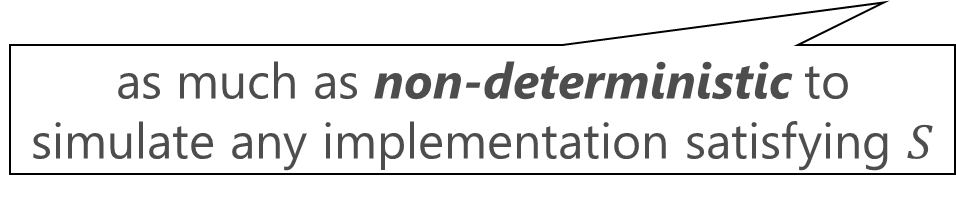 as much as non-deterministic to
simulate any implementation satisfying S